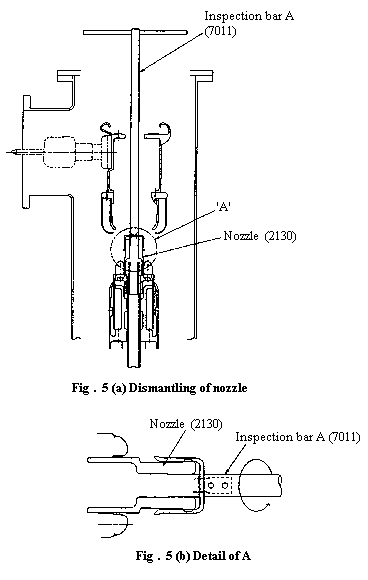 Inspection bar A
(7011)
'A'
Nozzle (2130)
Fig . 5 (a) Dismantling of nozzle
Nozzle (2130)
Inspection bar A (7011)
Fig . 5 (b) Detail of A